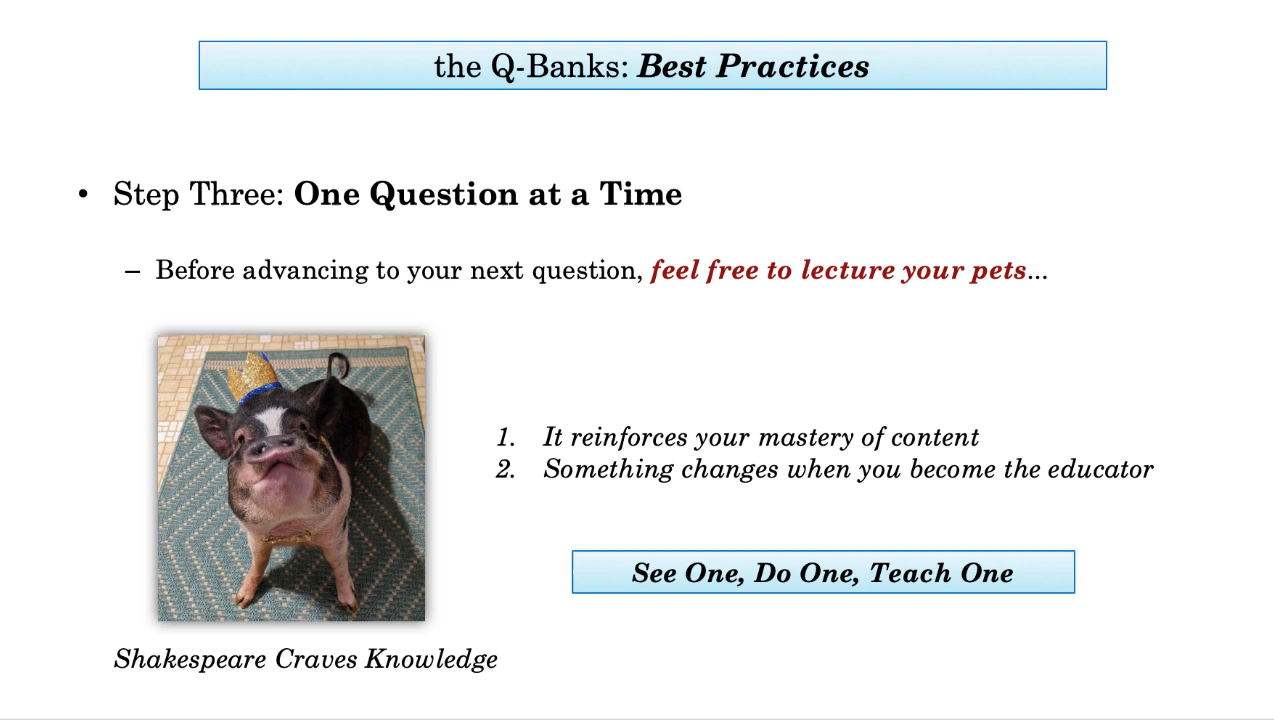 the Q-Banks: Best Practices
• Step Three: One Question at a Time
– Before advancing to your next question, feel free to lecture your pets...
1. It reinforces your mastery of content
2. Something changes when you become the educator
See One, Do One, Teach One
Shakespeare Craves Knowledge